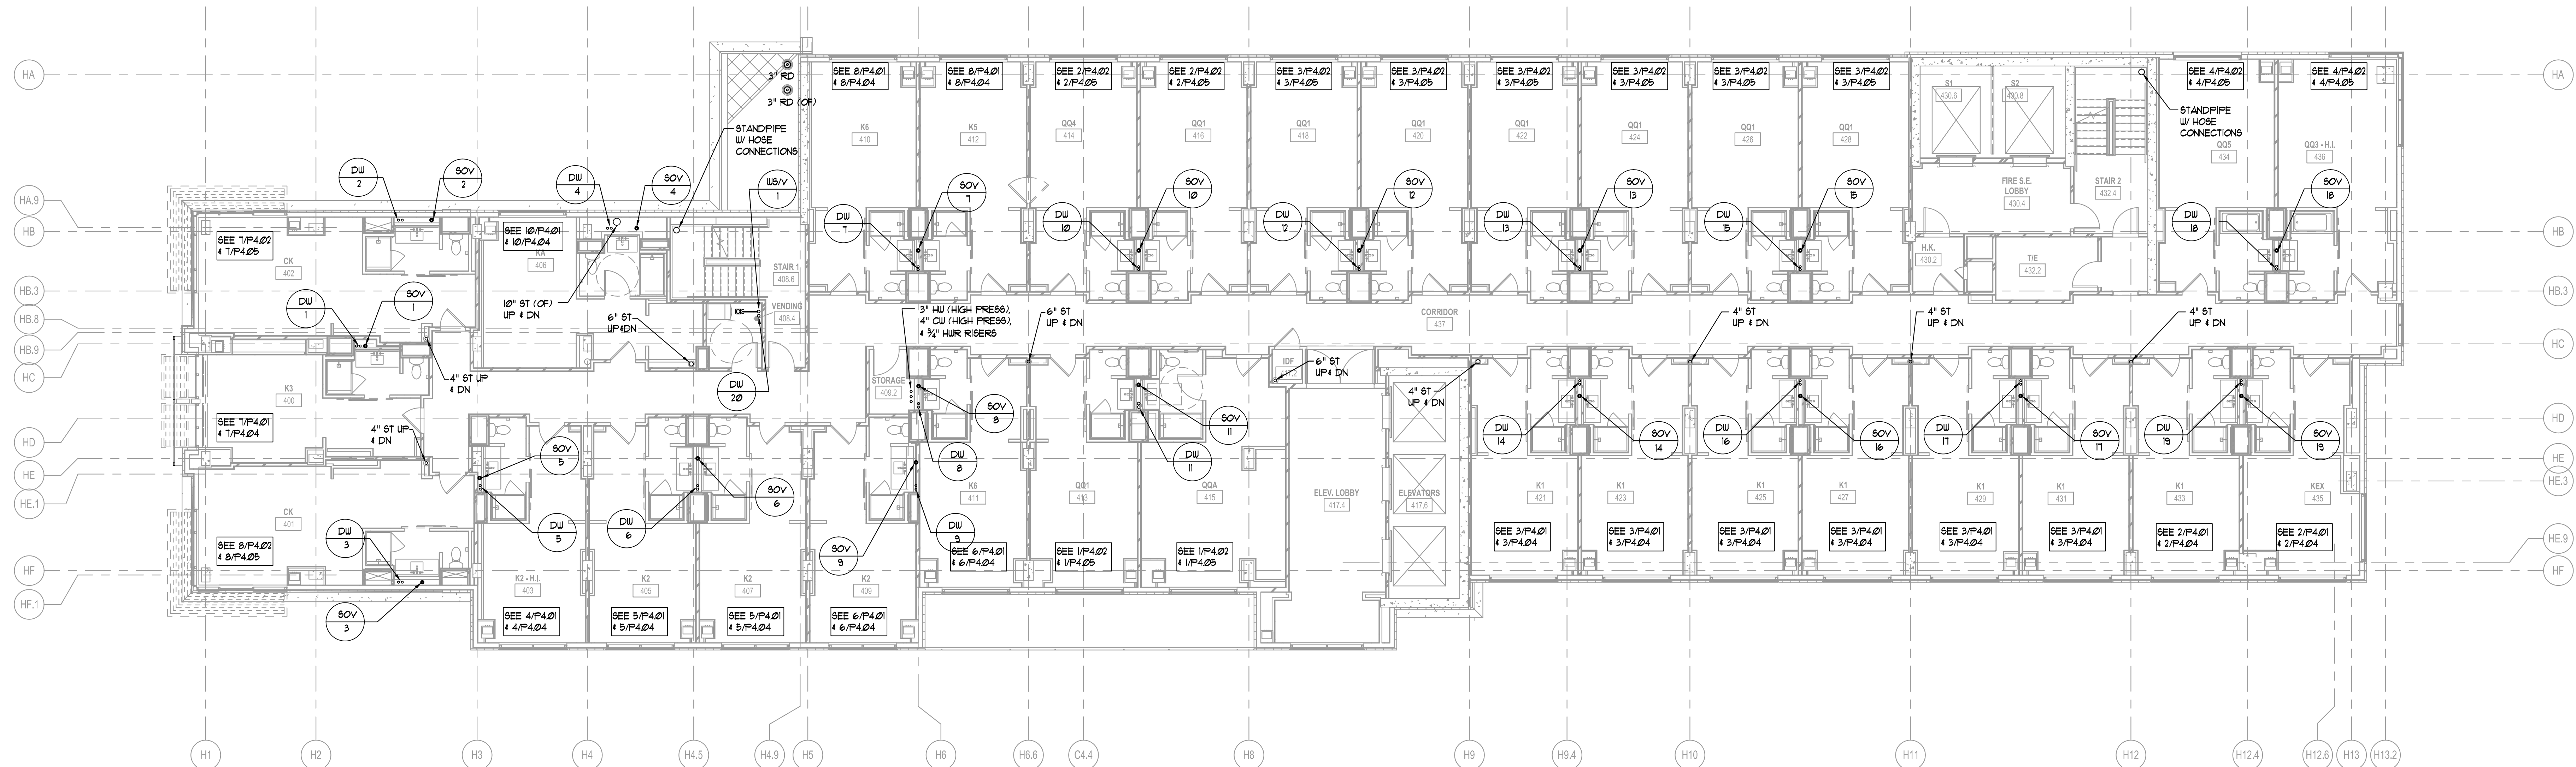 HA
3" RD
3" RD (OF)
SEE 8/P4.01
& 8/P4.04
SEE 8/P4.01
& 8/P4.04
SEE 2/P4.02
& 2/P4.05
SEE 2/P4.02
& 2/P4.05
SEE 3/P4.02
& 3/P4.05
SEE 3/P4.02
& 3/P4.05
SEE 3/P4.02
& 3/P4.05
SEE 3/P4.02
& 3/P4.05
SEE 3/P4.02
& 3/P4.05
SEE 3/P4.02
& 3/P4.05
S1
430.6
S2
430.8
SEE 4/P4.02
& 4/P4.05
SEE 4/P4.02
& 4/P4.05
HA
STANDPIPE
W/ HOSE
CONNECTIONS
K6
410
K5
412
QQ4
414
QQ1
416
QQ1
418
QQ1
420
QQ1
422
QQ1
424
QQ1
426
QQ1
428
STANDPIPE
W/ HOSE
CONNECTIONS
QQ5
434
QQ3 - H.I.
436
DW
2
SOV
2
DW
4
SOV
4
WS/V
1
SOV
7
SOV
10
SOV
12
SOV
13
SOV
15
FIRE S.E.
LOBBY
430.4
STAIR 2
432.4
SOV
18
HA.9
HA.9
HB
DW
7
DW
10
DW
12
DW
13
DW
15
DW
18
HB
SEE 7/P4.02
& 7/P4.05
CK
402
SEE 10/P4.01
& 10/P4.04
KA
406
STAIR 1
408.6
H.K.
430.2
T/E
432.2
HB.3
HB.3
DW
1
SOV
1
10" ST (OF)
UP & DN
6" ST
UP&DN
VENDING
408.4
3" HW (HIGH PRESS),
4" CW (HIGH PRESS),
& 3/4" HWR RISERS
6" ST
UP & DN
CORRIDOR
437
4" ST
UP & DN
4" ST
UP & DN
4" ST
UP & DN
HB.8
HB.9
HC
HC
4" ST UP
& DN
K3
400
DW
20
STORAGE
409.2
IDF
417.2
6" ST
UP& DN
4" ST
UP & DN
SEE 7/P4.01
& 7/P4.04
4" ST UP
& DN
SOV
8
SOV
11
HD
HD
SOV
5
DW
8
DW
11
DW
14
SOV
14
DW
16
SOV
16
DW
17
SOV
17
DW
19
SOV
19
HE
HE
HE.1
HE.3
SOV
6
K6
411
QQ1
413
QQA
415
ELEV. LOBBY
417.4
ELEVATORS
417.6
K1
421
K1
423
K1
425
K1
427
K1
429
K1
431
K1
433
KEX
435
CK
401
DW
3
DW
5
DW
6
DW
9
SOV
9
SEE 8/P4.02
& 8/P4.05
SEE 6/P4.01
& 6/P4.04
SEE 1/P4.02
& 1/P4.05
SEE 1/P4.02
& 1/P4.05
SEE 3/P4.01
& 3/P4.04
SEE 3/P4.01
& 3/P4.04
SEE 3/P4.01
& 3/P4.04
SEE 3/P4.01
& 3/P4.04
SEE 3/P4.01
& 3/P4.04
SEE 3/P4.01
& 3/P4.04
SEE 2/P4.01
& 2/P4.04
SEE 2/P4.01
& 2/P4.04
HE.9
HF
HF
HF.1
K2 - H.I.
403
K2
405
K2
407
K2
409
SOV
3
SEE 4/P4.01
& 4/P4.04
SEE 5/P4.01
& 5/P4.04
SEE 5/P4.01
& 5/P4.04
SEE 6/P4.01
& 6/P4.04
H1
H2
H3
H4
H4.5
H4.9
H5
H6
H6.6
C4.4
H8
H9
H9.4
H10
H11
H12
H12.4
H12.6
H13
H13.2